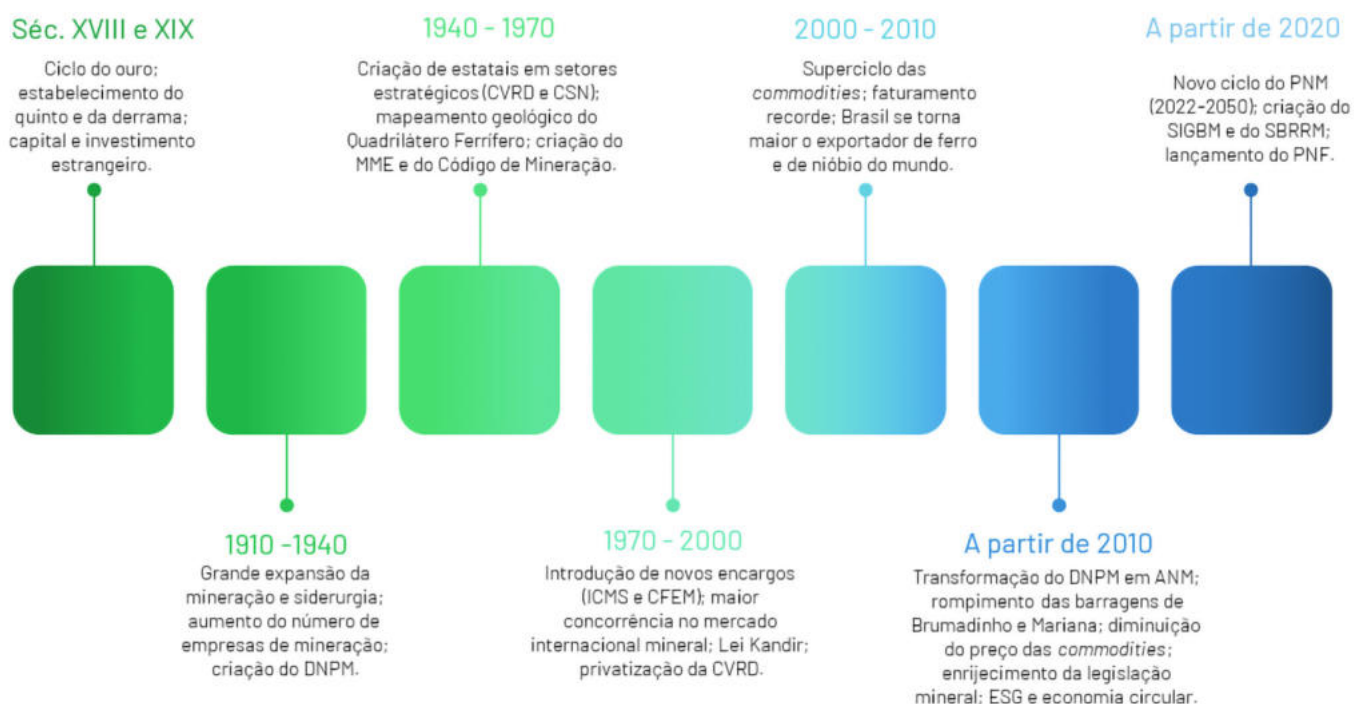 Séc. XVIII e XIX
Ciclo do ouro;
estabelecimento do
quinto e da derrama;
capital e investimento
estrangeiro.
1910 -1940
Grande expansão da
mineração e siderurgia;
aumento do número de
empresas de mineração;
criação do DNPM.
1940 - 1970
Criação de estatais em setores
estratégicos (CVRD e CSN);
mapeamento geológico do
Quadrilátero Ferrífero; criação do
MME e do Código de Mineração.
1970 - 2000
Introdução de novos encargos
(ICMS e CFEM); maior
concorrência no mercado
internacional mineral; Lei Kandir;
privatização da CVRD.
2000 - 2010
Superciclo das
commodities; faturamento
recorde; Brasil se torna
maior o exportador de ferro
e de nióbio do mundo.
A partir de 2010
Transformação do DNPM em ANM;
rompimento das barragens de
Brumadinho e Mariana; diminuição
do preço das commodities;
enrijecimento da legislação
mineral; ESG e economia circular.
A partir de 2020
Novo ciclo do PNM
(2022-2050); criação do
SIGBM e do SBRRM;
lançamento do PNF.